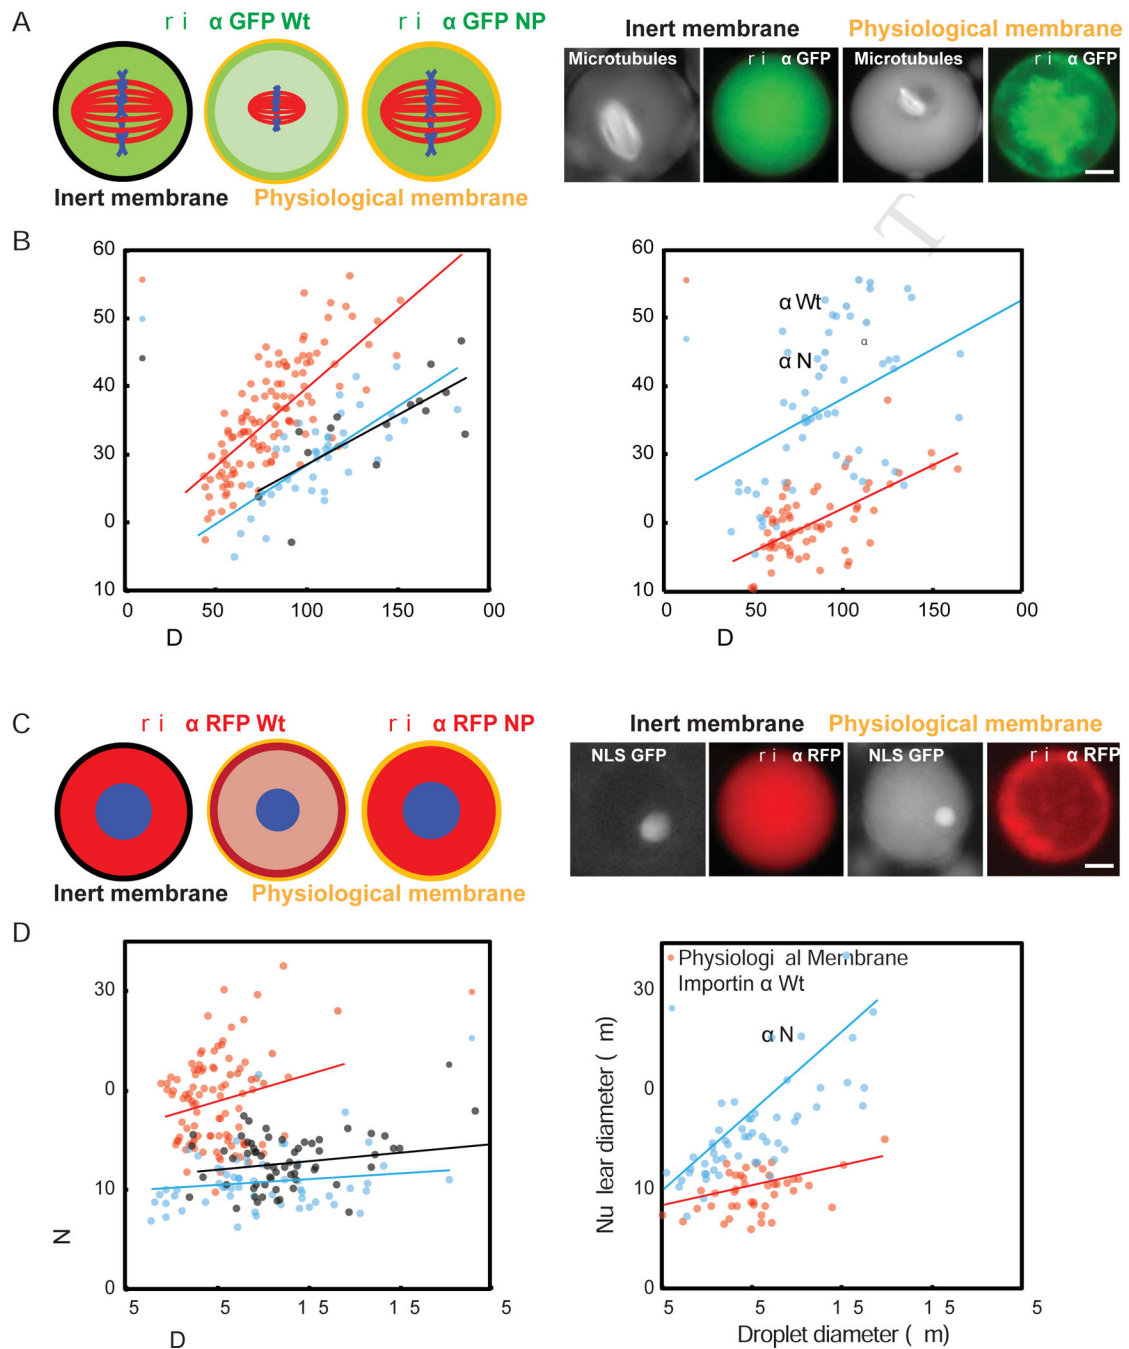 A
r i α GFP Wt
r i α GFP NP
Inert membrane
Physiological membrane
Inert membrane
Physiological membrane
Microtubules
r i α GFP
Microtubules
r i α GFP
T
B
60
50
40
30
0
10
0
50
100
150
00
D
60
50
40
30
0
10
α Wt
α
α N
0
50
100
150
00
D
C
r i α RFP Wt
r i α RFP NP
Inert membrane
Physiological membrane
Inert membrane
Physiological membrane
NLS GFP
r i α RFP
NLS GFP
r i α RFP
D
N
30
0
10
0
5
5
1 5
1 5
5
D
Nu lear diameter ( m)
30
0
10
0
Physiologi al Membrane
Importin α Wt
α N
5
5
1 5
1 5
5
Droplet diameter ( m)